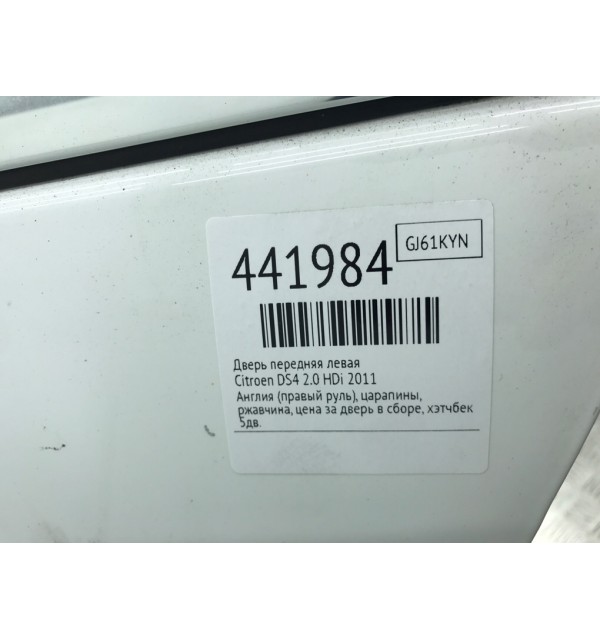 441984
GJ61KYN
Дверь передняя левая
Citroen DS4 2.0 HDi 2011
Англия (правый руль), царапины,
ржавчина, цена за дверь в сборе, хэтчбек
5дв.